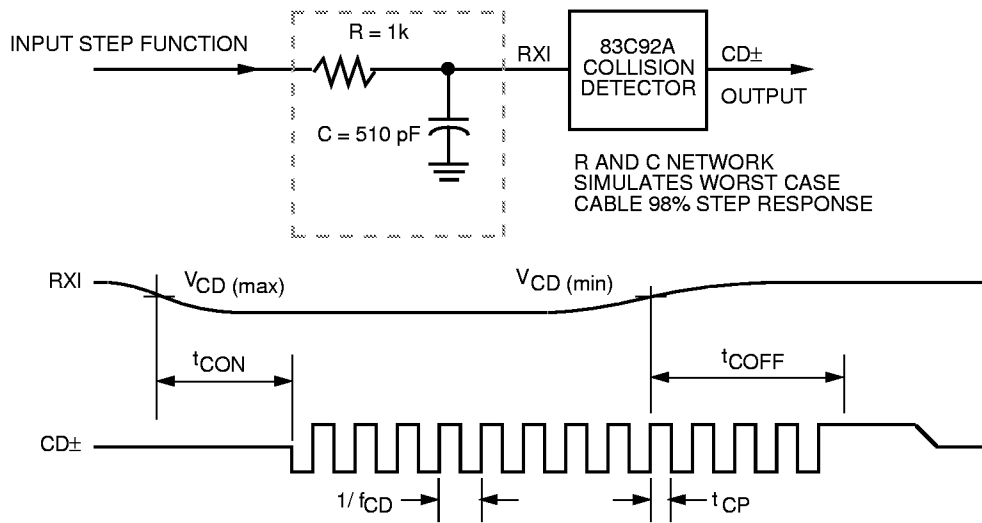 INPUT STEP FUNCTION
R = 1k
C = 510 pF
RXI
83C92A
COLLISION
DETECTOR
CD±
OUTPUT
R AND C NETWORK
SIMULATES WORST CASE
CABLE 98% STEP RESPONSE
RXI
VCD (max)
VCD (min)
tCON
tCOFF
CD±
1/ fCD
tCP